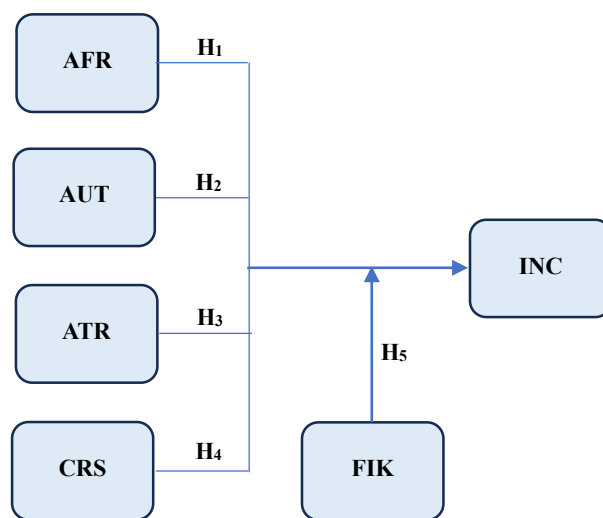 AFR
H₁
AUT
H₂
INC
ATR
H₃
H₅
CRS
H₄
FIK